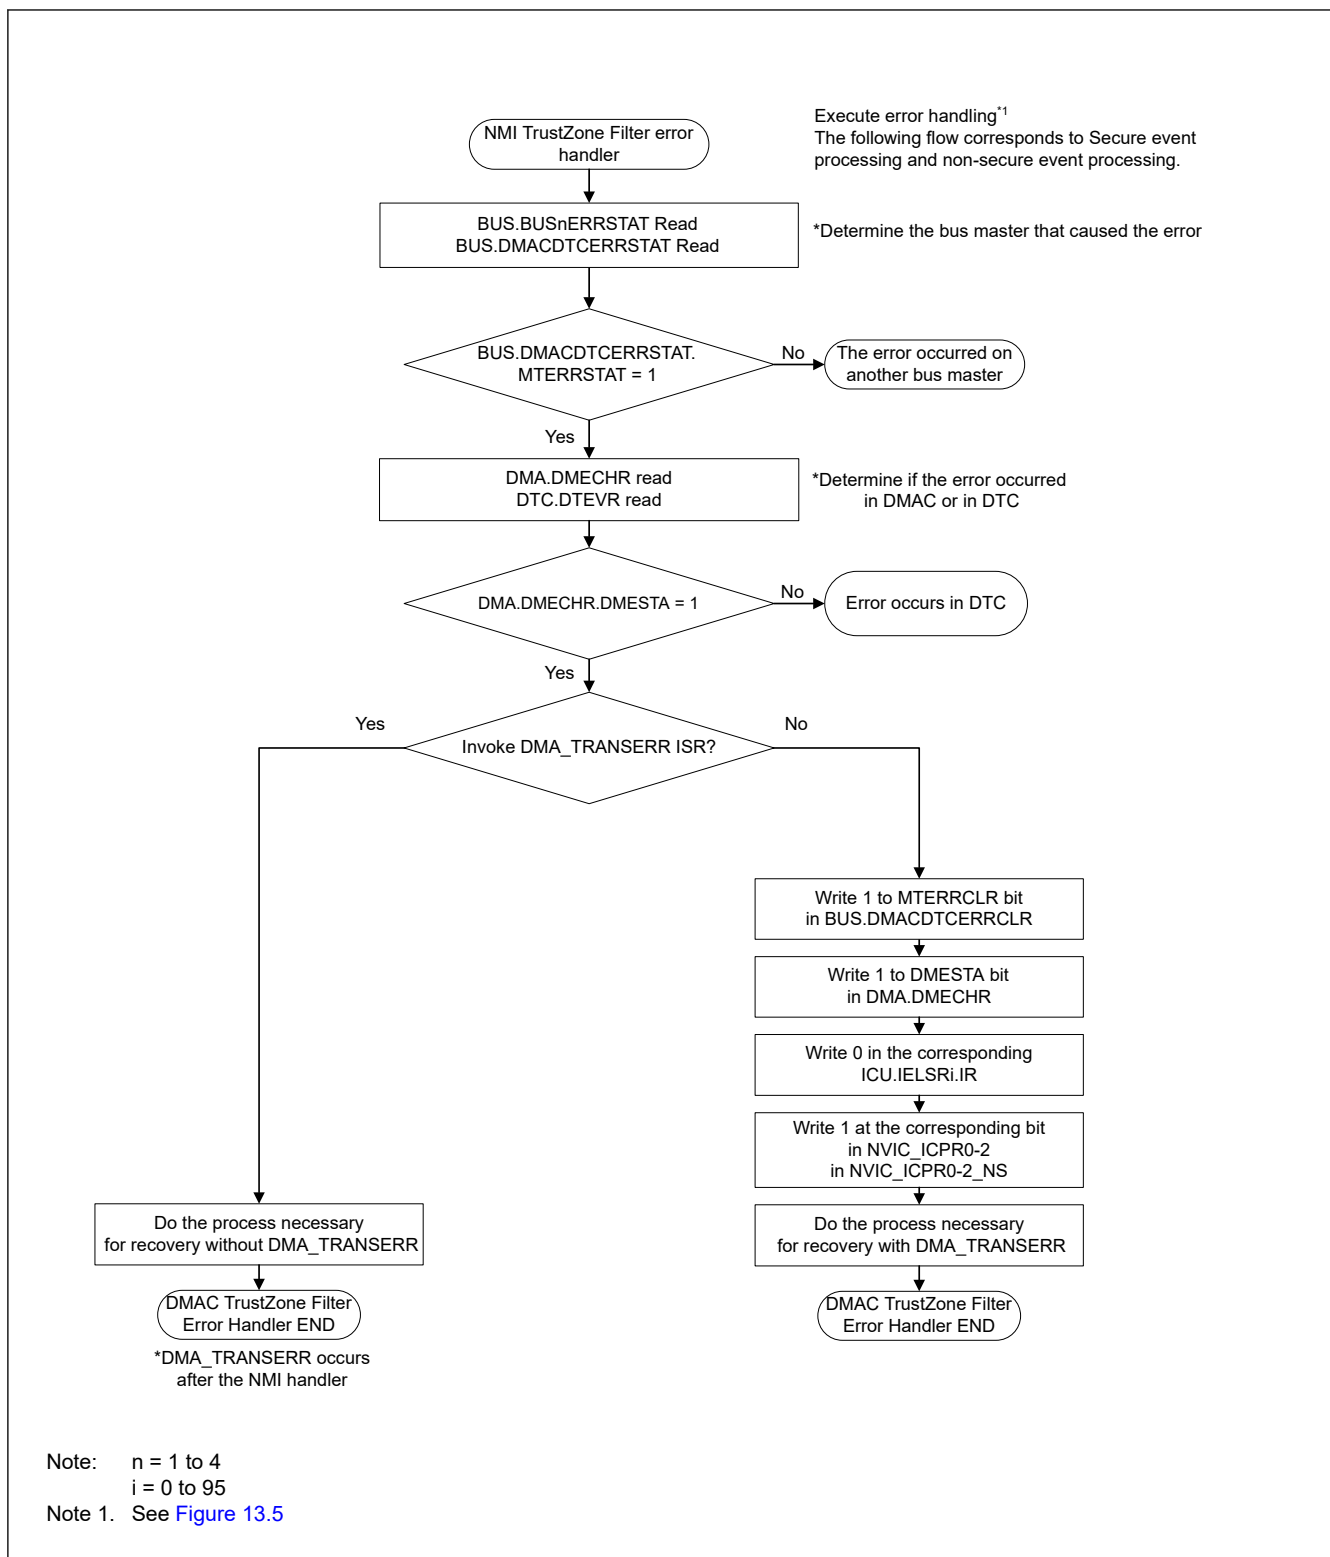 Execute error handling*1
The following flow corresponds to Secure event
processing and non-secure event processing.
NMI TrustZone Filter error
handler
BUS.BUSnERRSTAT Read
BUS.DMACDTCERRSTAT Read
*Determine the bus master that caused the error
BUS.DMACDTCERRSTAT.
MTERRSTAT = 1
No
The error occurred on
another bus master
Yes
DMA.DMECHR read
DTC.DTEVR read
*Determine if the error occurred
in DMAC or in DTC
DMA.DMECHR.DMESTA = 1
No
Error occurs in DTC
Yes
Yes
No
Invoke DMA_TRANSERR ISR?
Write 1 to MTERRCLR bit
in BUS.DMACDTCERRCLR
Write 1 to DMESTA bit
in DMA.DMECHR
Write 0 in the corresponding
ICU.IELSRi.IR
Write 1 at the corresponding bit
in NVIC_ICPR0-2
in NVIC_ICPR0-2_NS
Do the process necessary
for recovery without DMA_TRANSERR
Do the process necessary
for recovery with DMA_TRANSERR
DMAC TrustZone Filter
Error Handler END
DMAC TrustZone Filter
Error Handler END
*DMA_TRANSERR occurs
after the NMI handler
Note: n = 1 to 4
i = 0 to 95
Note 1. See Figure 13.5